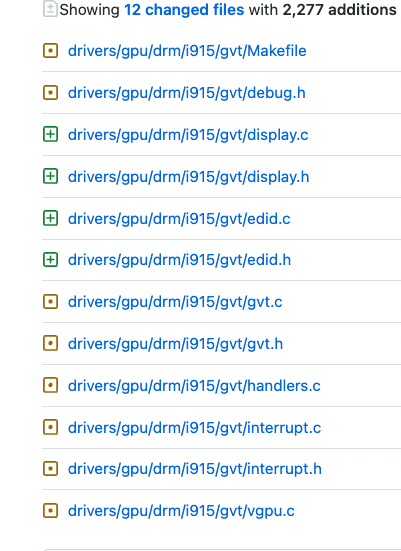 Showing 12 changed files with 2,277 additions
drivers/gpu/drm/i915/gvt/Makefile
drivers/gpu/drm/i915/gvt/debug.h
drivers/gpu/drm/i915/gvt/display.c
drivers/gpu/drm/i915/gvt/display.h
drivers/gpu/drm/i915/gvt/edid.c
drivers/gpu/drm/i915/gvt/edid.h
drivers/gpu/drm/i915/gvt/gvt.c
drivers/gpu/drm/i915/gvt/gvt.h
drivers/gpu/drm/i915/gvt/handlers.c
drivers/gpu/drm/i915/gvt/interrupt.c
drivers/gpu/drm/i915/gvt/interrupt.h
drivers/gpu/drm/i915/gvt/vgpu.c